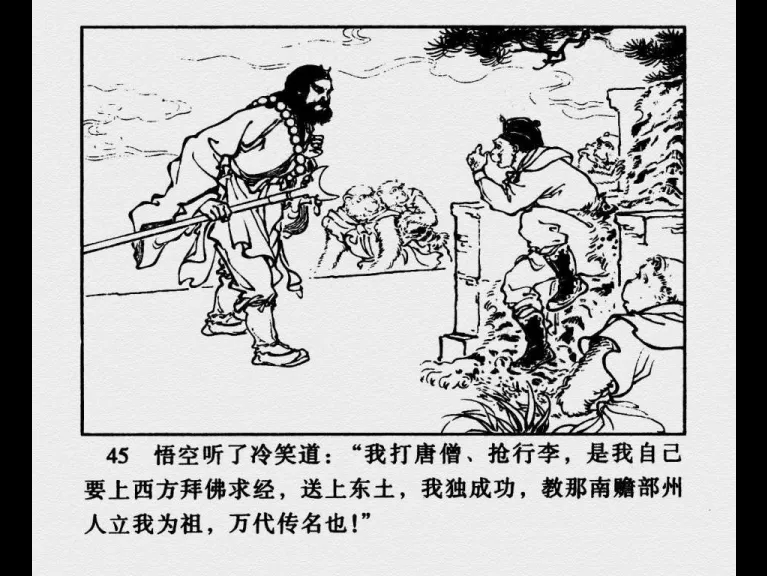 45 悟空听了冷笑道：“我打唐僧、抢行李，是我自己
要上西方拜佛求经，送上东土，我独成功，教那南赡部州
人立我为祖，万代传名也！”